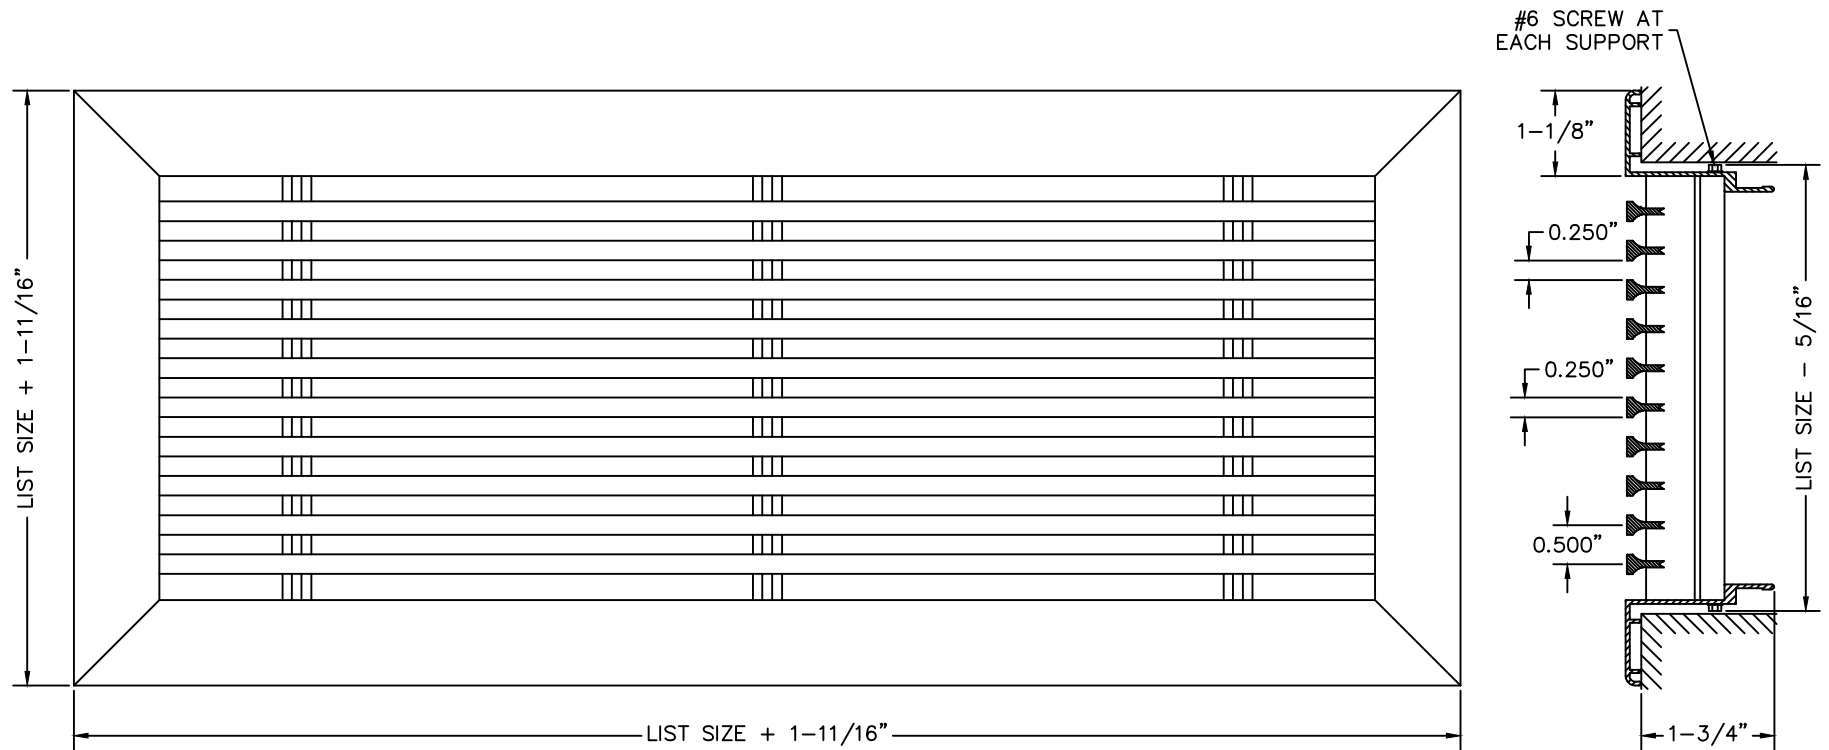 #6 SCREW AT
EACH SUPPORT
1-1/8”
0.250”
LIST SIZE + 1-11/16”
LIST SIZE - 5/16”
0.250”
0.500”
LIST SIZE + 1-11/16”
1-3/4”